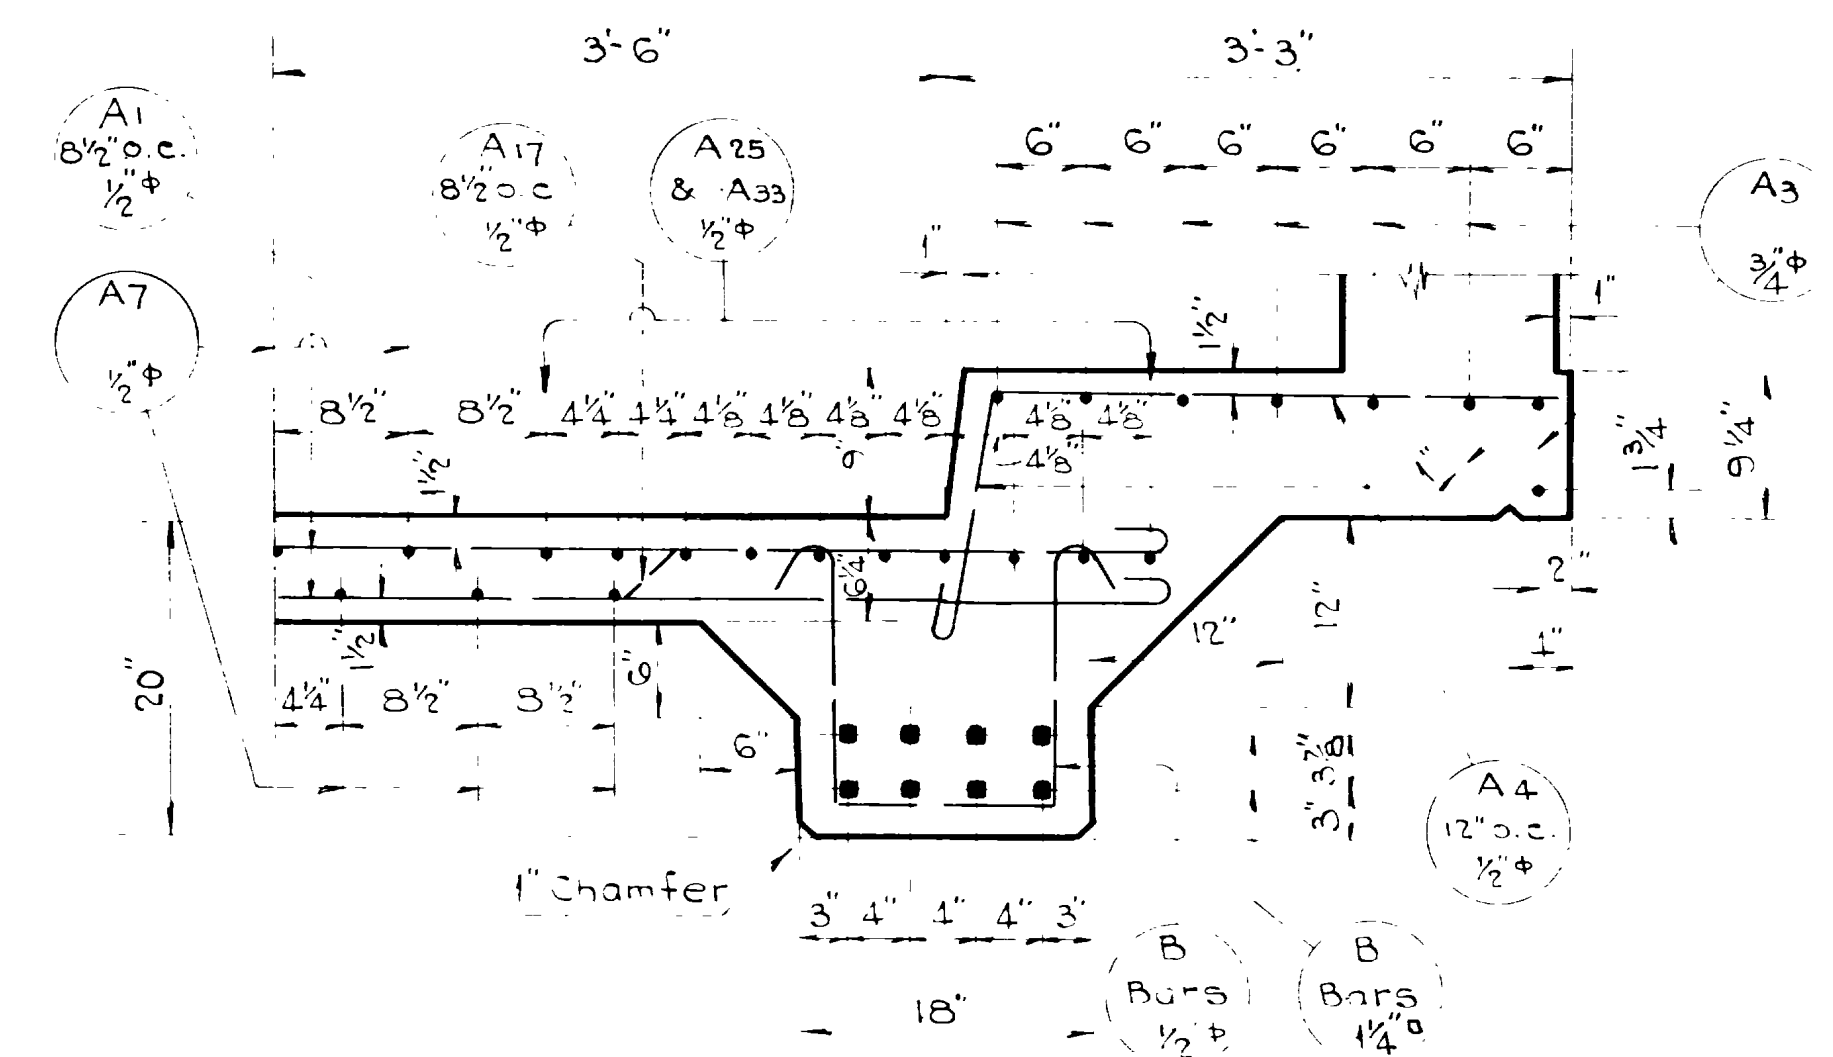 3'-6"
3'-3"
A1
8½" O.C.
½"Φ
A17
8½" O.C
½"Φ
A25
& A33
½"Φ
6" 6" 6" 6" 6" 6"
A3
¾"Φ
1"
1"
A7
½"Φ
1½"
8½" 8½" 4¼" 4¼" 4⅛" 4⅛" 4⅛" 4⅛"
4⅛" 4⅛"
4⅛"
1½"
1"
1¾"
9¼"
6¼"
2"
20"
1½"
6"
12"
12"
1"
4¼" 8½" 8½"
6"
3⅞"
3"
A4
12" O.C.
½"Φ
1" Chamfer
3" 4" 4" 4" 3"
18"
B
Bars
½"Φ
B
Bars
1¼"□